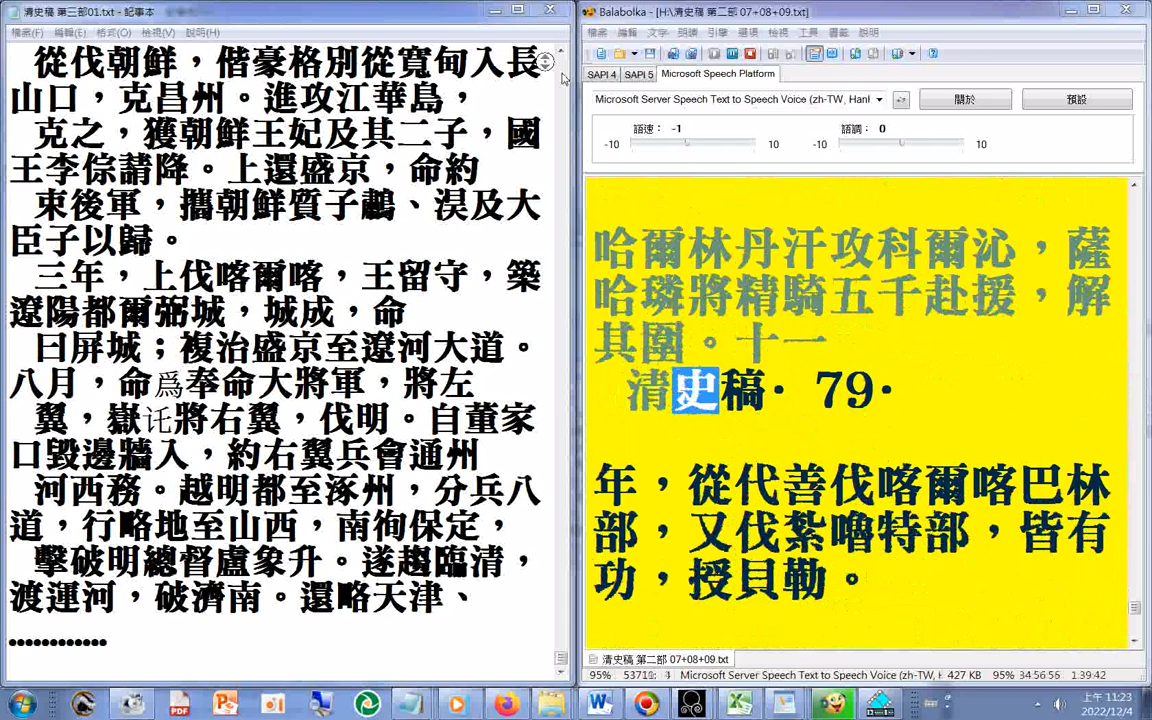 清史稿 第三部01.txt - 記事本
檔案(F) 編輯(E) 格式(O) 檢視(V) 說明(H)
從伐朝鮮，偕豪格別從寬甸入長
山口，克昌州。進攻江華島，
克之，獲朝鮮王妃及其二子，國
王李倧請降。上還盛京，命約
束後軍，攜朝鮮質子鸘、淏及大
臣子以歸。
三年，上伐喀爾喀，王留守，築
遼陽都爾弼城，城成，命
曰屏城；複治盛京至遼河大道。
八月，命爲奉命大將軍，將左
翼，嶽讬將右翼，伐明。自董家
口毀邊牆入，約右翼兵會通州
河西務。越明都至涿州，分兵八
道，行略地至山西，南徇保定，
擊破明總督盧象升。遂趨臨清，
渡運河，破濟南。還略天津、
••••••••••••
Balabolka - [H:\清史稿 第二部 07+08+09.txt]
檔案 編輯 文字 朗讀 引擎 選項 檢視 工具 書籤 說明
SAPI 4 SAPI 5 Microsoft Speech Platform
Microsoft Server Speech Text to Speech Voice (zh-TW, Hanl
關於
預設
語速： -1
語調： 0
-10 10 -10 10
哈爾林丹汗攻科爾沁，薩
哈璘將精騎五千赴援，解
其圍。十一
清史稿· 79·
年，從代善伐喀爾喀巴林
部，又伐紮嚕特部，皆有
功，授貝勒。
清史稿 第二部 07+08+09.txt
95% 53719: Microsoft Speech Platform: Microsoft Server Speech Text to Speech Voice (zh-TW, H 427 KB 95% 34:56:55 1:39:42
上午 11:23
2022/12/4